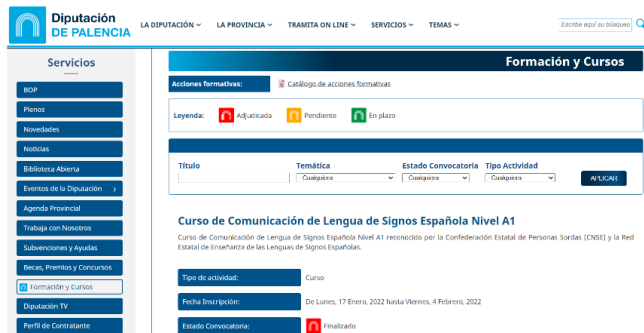 Diputación
DE PALENCIA
LA DIPUTACIÓN
LA PROVINCIA
TRAMITA ON LINE
SERVICIOS
TEMAS
Escriba aquí su búsqueda
Servicios
BOP
Plenos
Novedades
Noticias
Biblioteca Abierta
Eventos de la Diputación >
Agenda Provincial
Trabaja con Nosotros
Subvenciones y Ayudas
Becas, Premios y Concursos
Formación y Cursos
Diputación TV
Perfil de Contratante
Formación y Cursos
Acciones formativas: Catálogo de acciones formativas
Leyenda: Adjudicada Pendiente En plazo
Título Temática Estado Convocatoria Tipo Actividad
Cualquiera Cualquiera Cualquiera APLICAR
Curso de Comunicación de Lengua de Signos Española Nivel A1
Curso de Comunicación de Lengua de Signos Española Nivel A1 reconocido por la Confederación Estatal de Personas Sordas (CNSE) y la Red
Estatal de Enseñanza de las Lenguas de Signos Españolas.
Tipo de actividad: Curso
Fecha Inscripción: De Lunes, 17 Enero, 2022 hasta Viernes, 4 Febrero, 2022
Estado Convocatoria: Finalizado